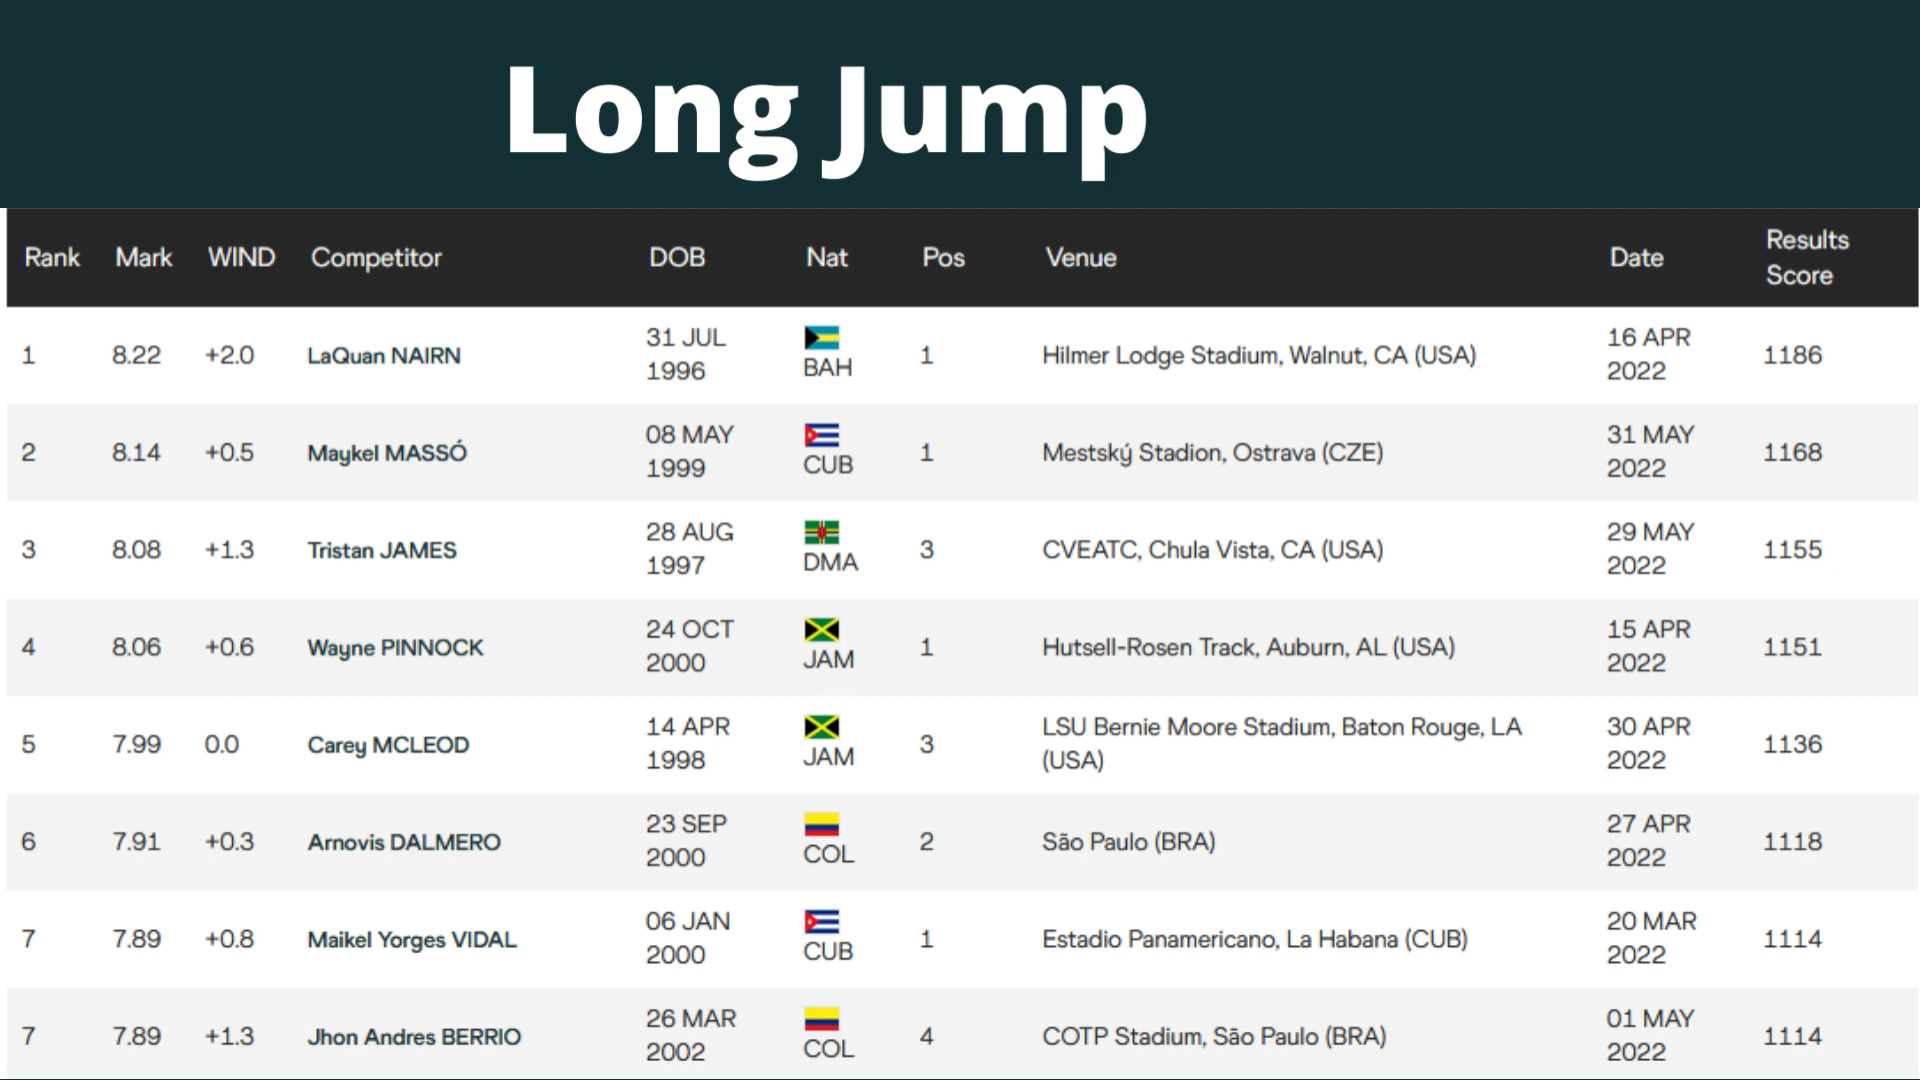 Long Jump
Rank Mark WIND Competitor DOB Nat Pos Venue Date Results Score
1 8.22 +2.0 LaQuan NAIRN 31 JUL 1996 BAH 1 Hilmer Lodge Stadium, Walnut, CA (USA) 16 APR 2022 1186
2 8.14 +0.5 Maykel MASSÓ 08 MAY 1999 CUB 1 Mestský Stadion, Ostrava (CZE) 31 MAY 2022 1168
3 8.08 +1.3 Tristan JAMES 28 AUG 1997 DMA 3 CVEATC, Chula Vista, CA (USA) 29 MAY 2022 1155
4 8.06 +0.6 Wayne PINNOCK 24 OCT 2000 JAM 1 Hutsell-Rosen Track, Auburn, AL (USA) 15 APR 2022 1151
5 7.99 0.0 Carey MCLEOD 14 APR 1998 JAM 3 LSU Bernie Moore Stadium, Baton Rouge, LA (USA) 30 APR 2022 1136
6 7.91 +0.3 Arnovis DALMERO 23 SEP 2000 COL 2 São Paulo (BRA) 27 APR 2022 1118
7 7.89 +0.8 Maikel Yorges VIDAL 06 JAN 2000 CUB 1 Estadio Panamericano, La Habana (CUB) 20 MAR 2022 1114
7 7.89 +1.3 Jhon Andres BERRIO 26 MAR 2002 COL 4 COTP Stadium, São Paulo (BRA) 01 MAY 2022 1114